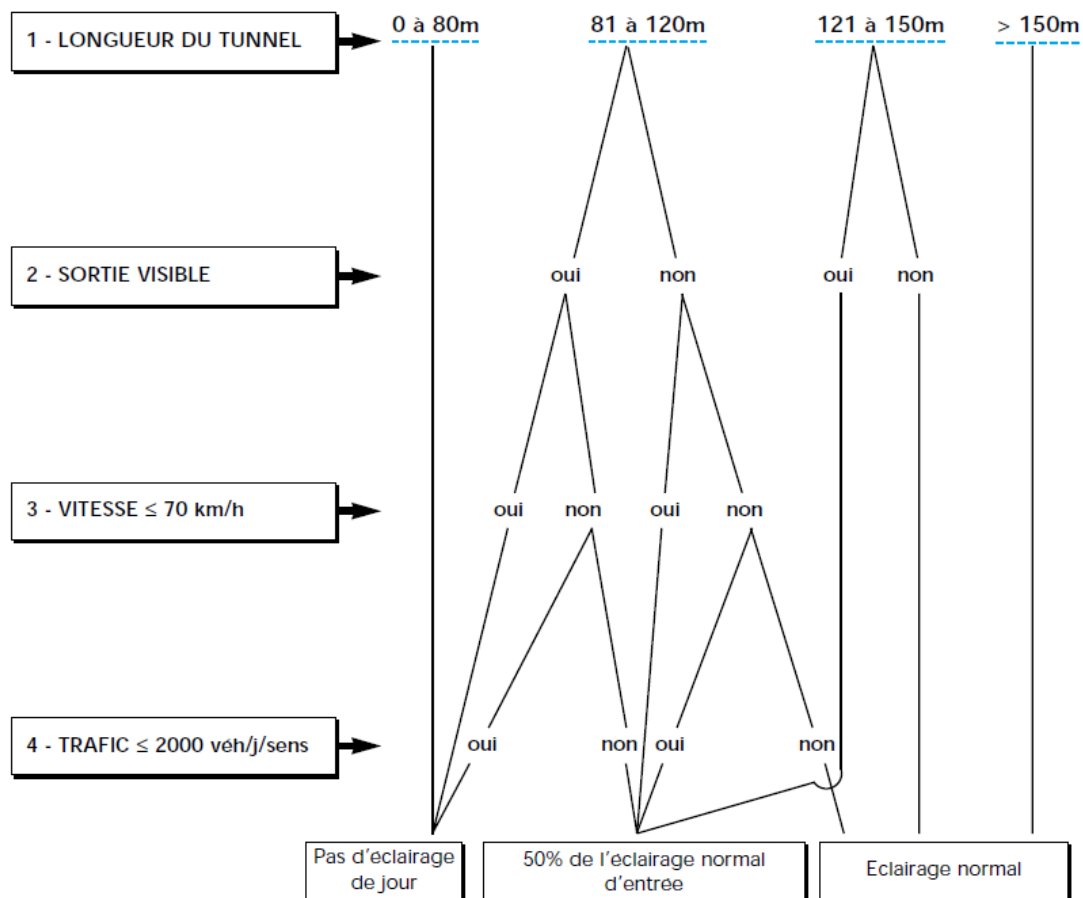 1 - LONGUEUR DU TUNNEL
0 à 80m
81 à 120m
121 à 150m
> 150m
2 - SORTIE VISIBLE
oui
non
oui
non
3 - VITESSE ≤ 70 km/h
oui
non
oui
non
4 - TRAFIC ≤ 2000 véh/j/sens
oui
non
oui
non
Pas d'éclairage
de jour
50% de l'éclairage normal
d'entrée
Eclairage normal